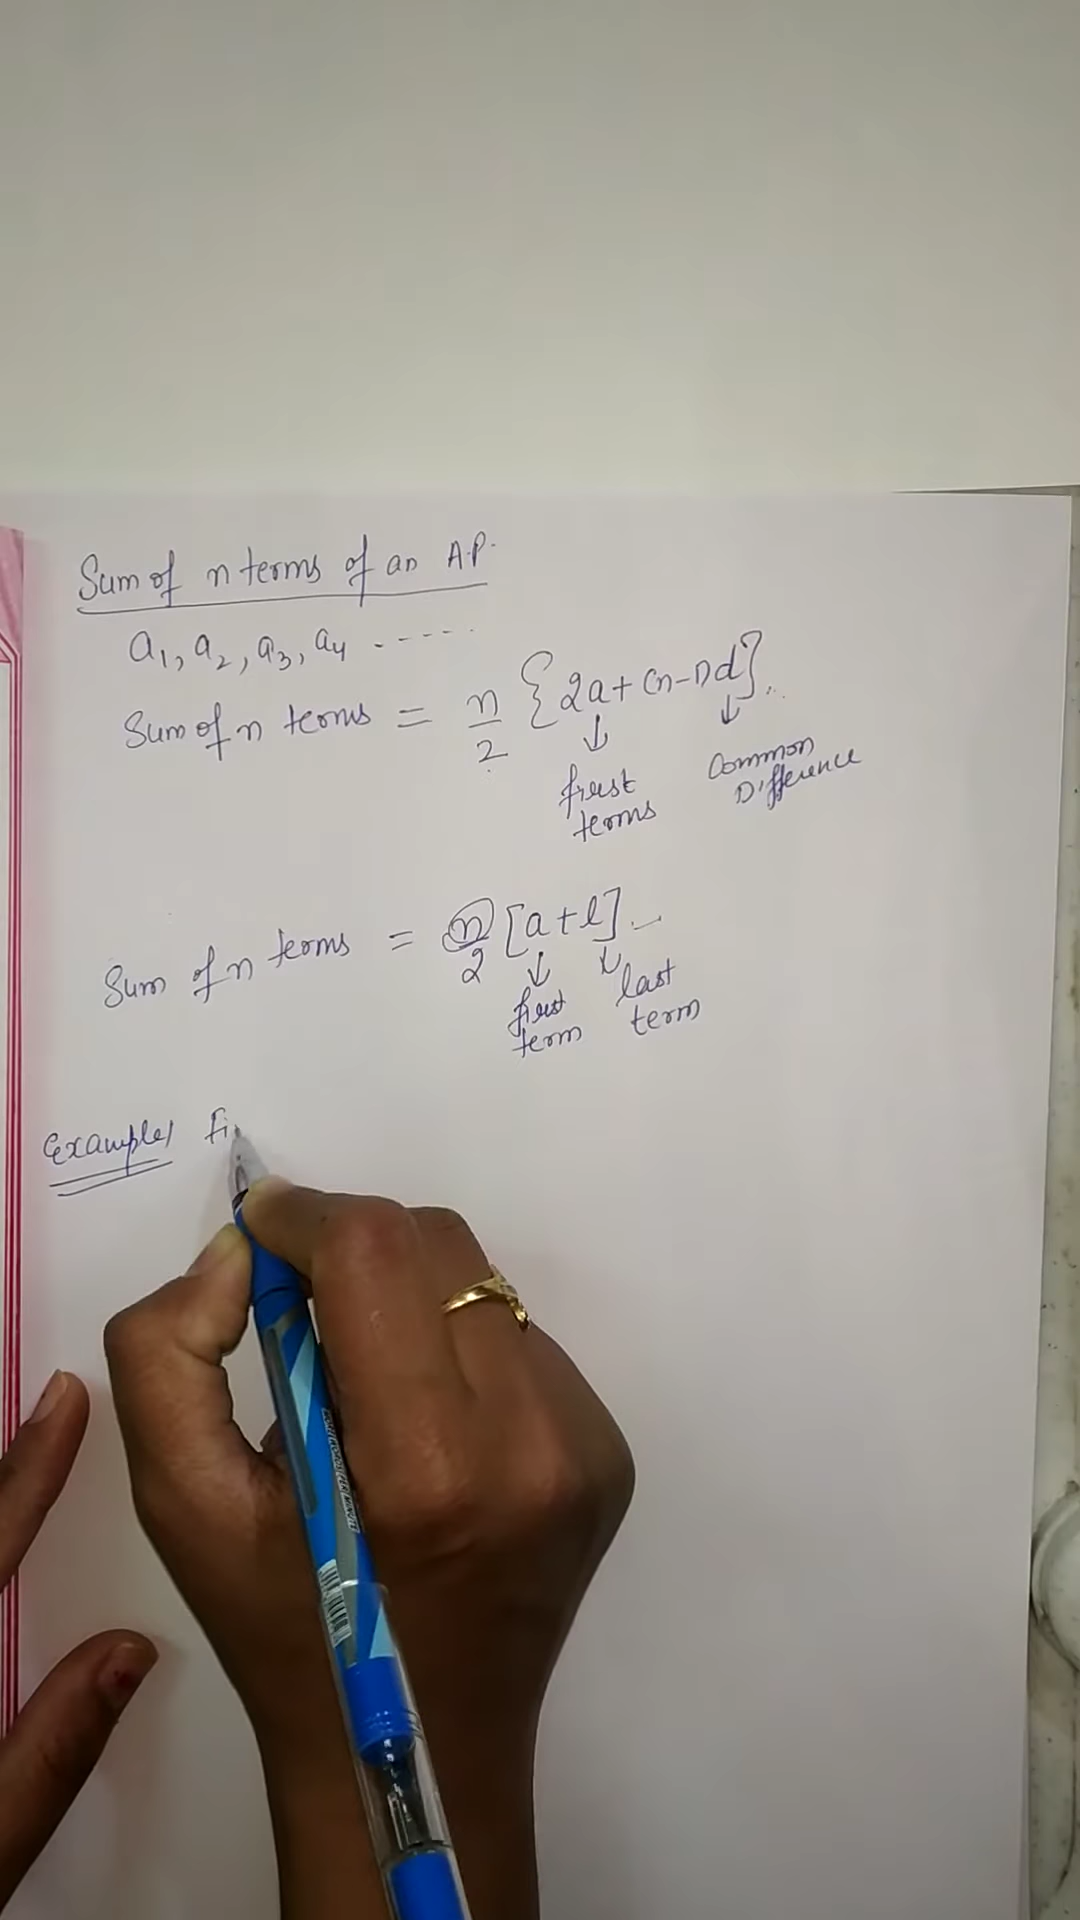 Sum of n terms of an A.P.
a1, a2, a3, a4 ------
Sum of n terms = n/2 {2a+(n-1)d}..
first terms
Common Difference
Sum of n terms = n/2 [a+l]..
first term
last term
Example/ Fi